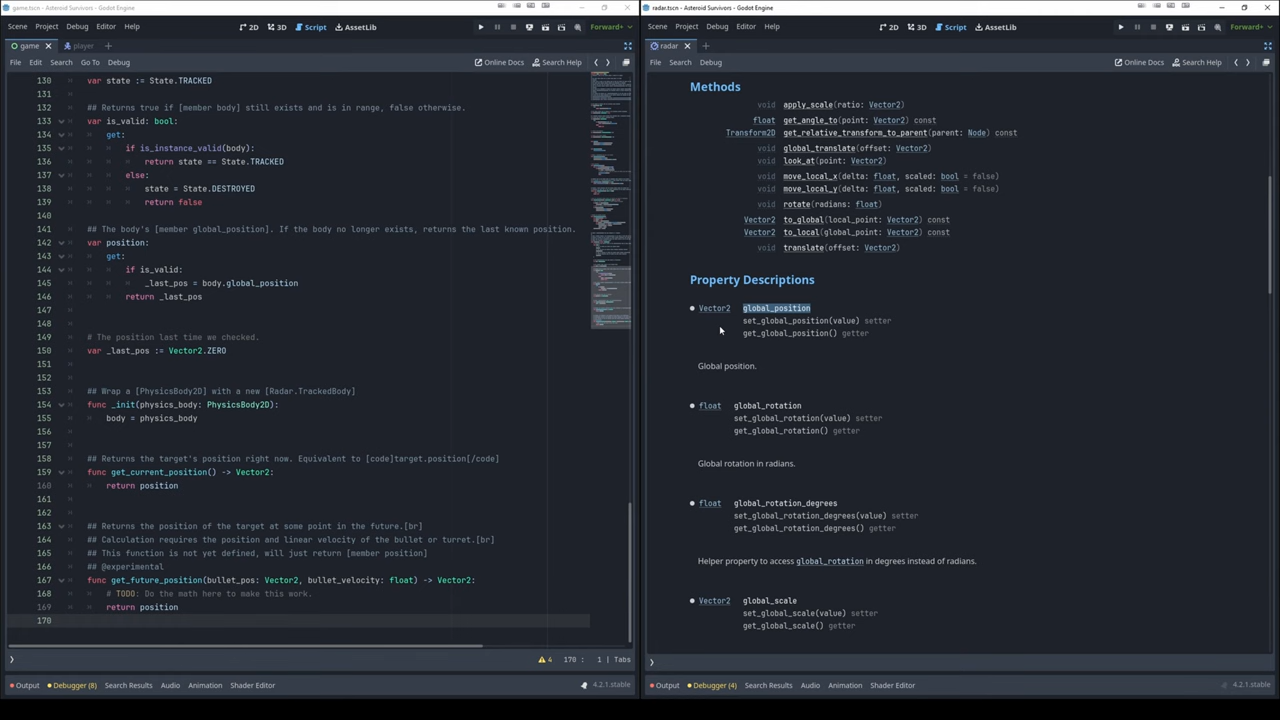 game.tscn - Asteroid Survivors - Godot Engine
Scene Project Debug Editor Help
2D 3D Script AssetLib
Forward+
game player
File Edit Search Go To Debug
Online Docs Search Help
130 var state := State.TRACKED
131
132 ## Returns true if [member body] still exists and is in range, false otherwise.
133 var is_valid: bool:
134 get:
135 if is_instance_valid(body):
136 return state == State.TRACKED
137 else:
138 state = State.DESTROYED
139 return false
140
141 ## The body's [member global_position]. If the body no longer exists, returns the last known position.
142 var position:
143 get:
144 if is_valid:
145 _last_pos = body.global_position
146 return _last_pos
147
148
149 # The position last time we checked.
150 var _last_pos := Vector2.ZERO
151
152
153 ## Wrap a [PhysicsBody2D] with a new [Radar.TrackedBody]
154 func _init(physics_body: PhysicsBody2D):
155 body = physics_body
156
157
158 ## Returns the target's position right now. Equivalent to [code]target.position[/code]
159 func get_current_position() -> Vector2:
160 return position
161
162
163 ## Returns the position of the target at some point in the future.[br]
164 ## Calculation requires the position and linear velocity of the bullet or turret.[br]
165 ## This function is not yet defined, will just return [member position]
166 ## @experimental
167 func get_future_position(bullet_pos: Vector2, bullet_velocity: float) -> Vector2:
168 # TODO: Do the math here to make this work.
169 return position
170
4 170 : 1 | Tabs
Output Debugger (8) Search Results Audio Animation Shader Editor
4.2.1.stable
radar.tscn - Asteroid Survivors - Godot Engine
Scene Project Debug Editor Help
2D 3D Script AssetLib
Forward+
radar
File Search Debug
Online Docs Search Help
Methods
void apply_scale(ratio: Vector2)
float get_angle_to(point: Vector2) const
Transform2D get_relative_transform_to_parent(parent: Node) const
void global_translate(offset: Vector2)
void look_at(point: Vector2)
void move_local_x(delta: float, scaled: bool = false)
void move_local_y(delta: float, scaled: bool = false)
void rotate(radians: float)
Vector2 to_global(local_point: Vector2) const
Vector2 to_local(global_point: Vector2) const
void translate(offset: Vector2)
Property Descriptions
Vector2 global_position
set_global_position(value) setter
get_global_position() getter
Global position.
float global_rotation
set_global_rotation(value) setter
get_global_rotation() getter
Global rotation in radians.
float global_rotation_degrees
set_global_rotation_degrees(value) setter
get_global_rotation_degrees() getter
Helper property to access global_rotation in degrees instead of radians.
Vector2 global_scale
set_global_scale(value) setter
get_global_scale() getter
Output Debugger (4) Search Results Audio Animation Shader Editor
4.2.1.stable